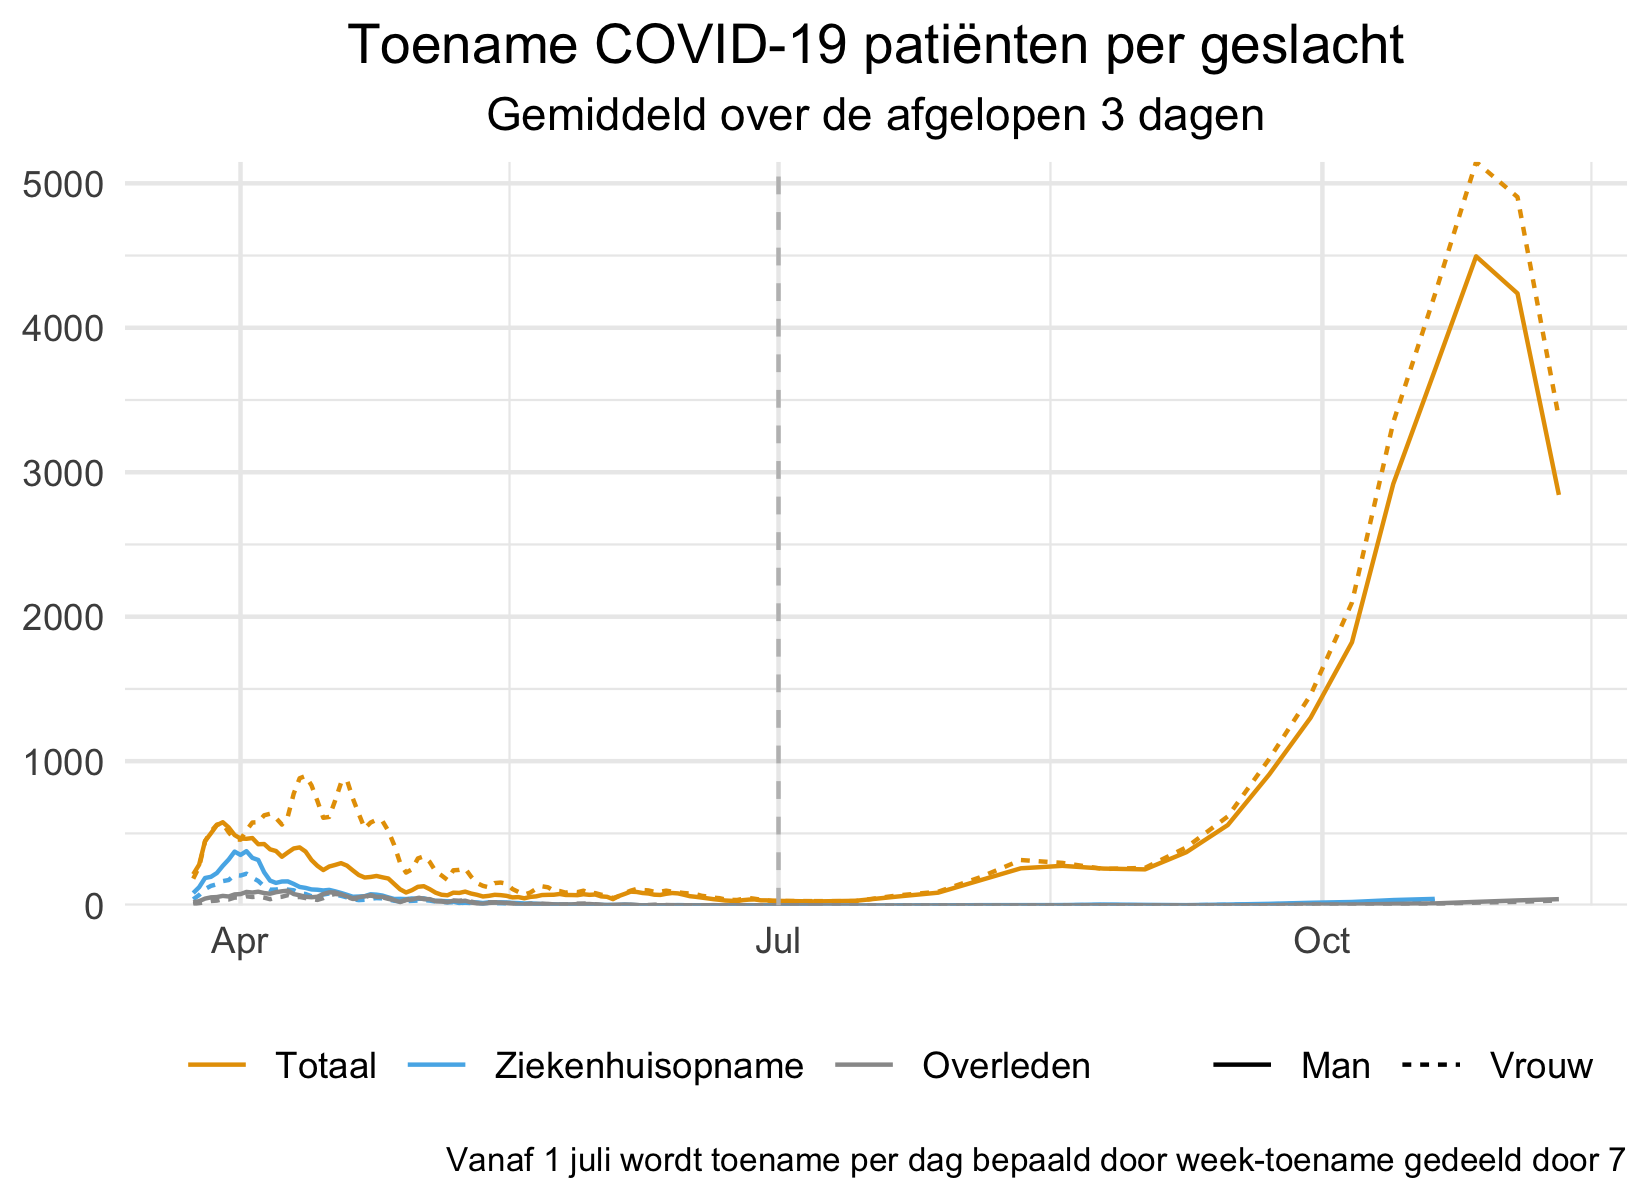 Toename COVID-19 patiënten per geslacht
Gemiddeld over de afgelopen 3 dagen
5000
4000
3000
2000
1000
0
Apr
Jul
Oct
Totaal
Ziekenhuisopname
Overleden
Man
Vrouw
Vanaf 1 juli wordt toename per dag bepaald door week-toename gedeeld door 7